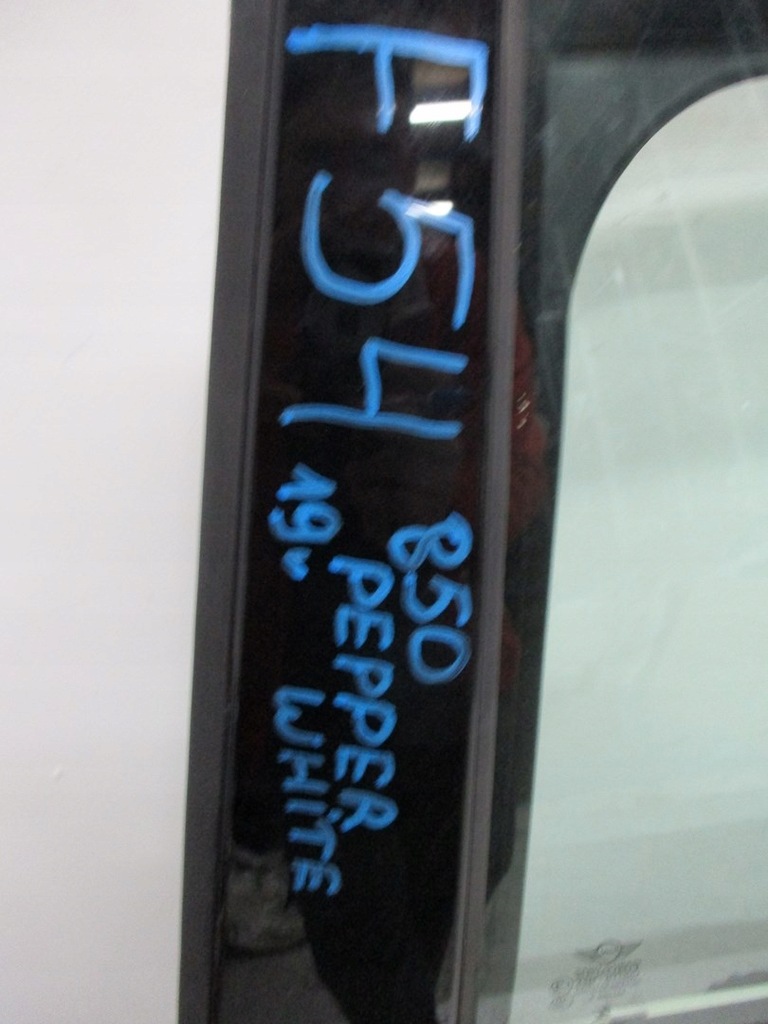 F54
850
PEPPER
19" WHITE